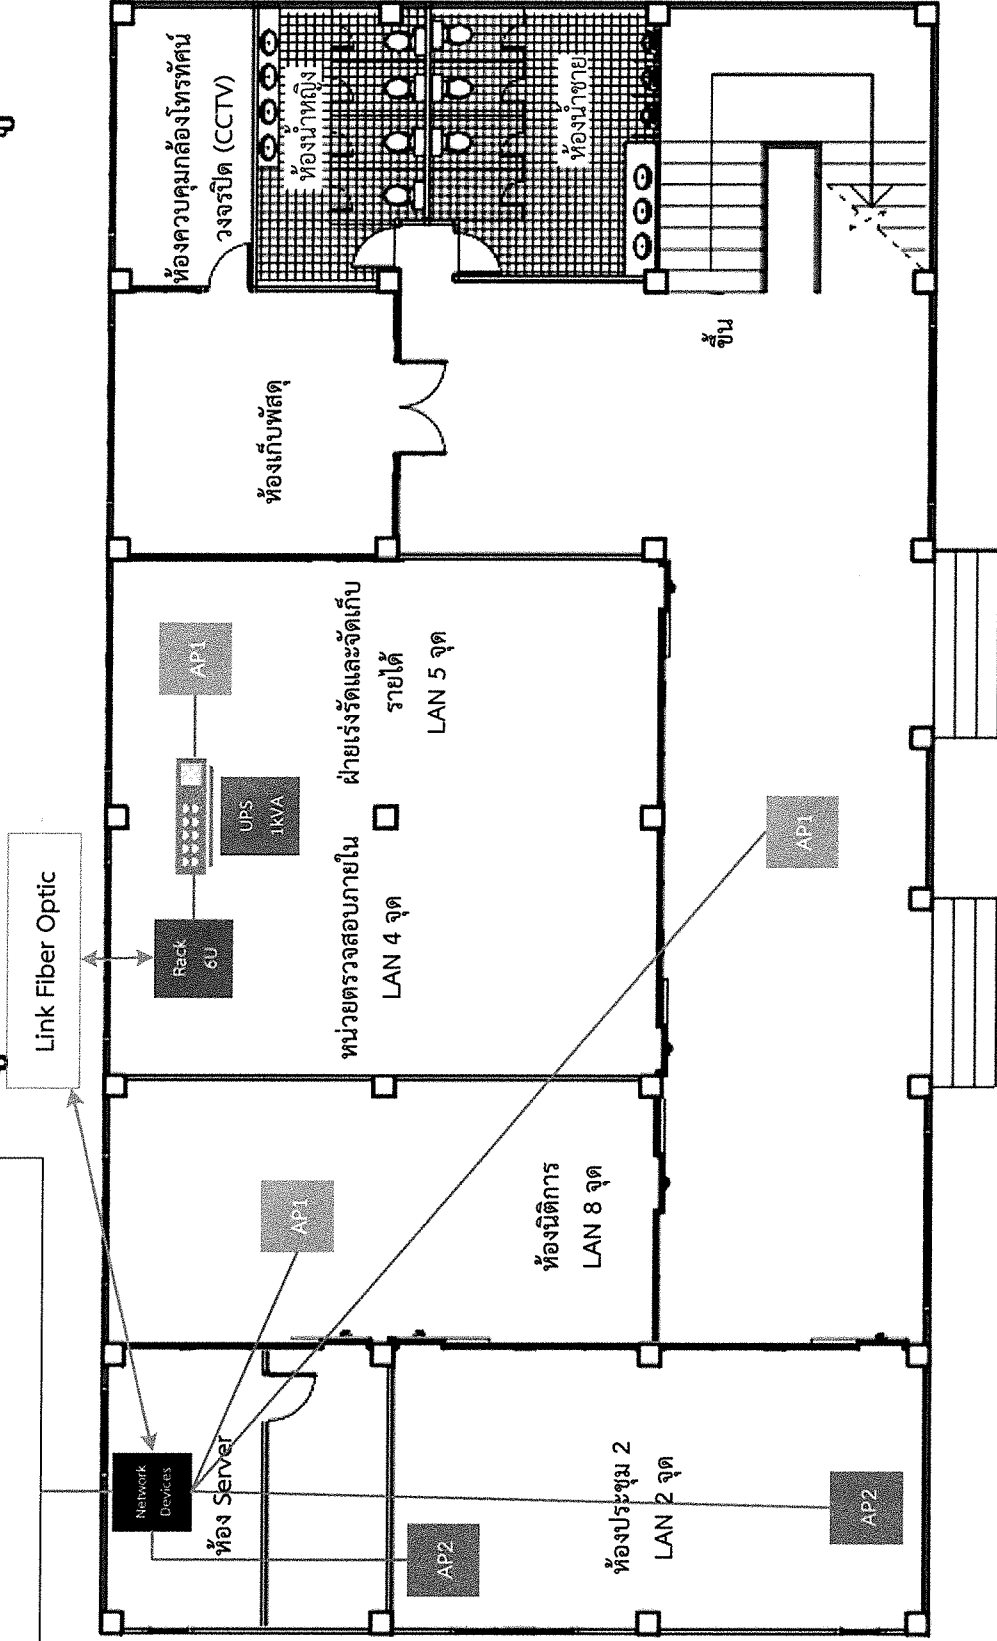 Link Fiber Optic
Network
Devices
ห้อง Server
AP2
ห้องประชุม 2
LAN 2 จุด
AP2
AP1
ห้องนิติการ
LAN 8 จุด
Rack
6U
UPS
1kVA
AP1
หน่วยตรวจสอบภายใน
LAN 4 จุด
ฝ่ายเร่งรัดและจัดเก็บ
รายได้
LAN 5 จุด
AP1
ห้องเก็บพัสดุ
ขึ้น
ห้องควบคุมกล้องโทรทัศน์
วงจรปิด (CCTV)
ห้องน้ำหญิง
ห้องน้ำชาย